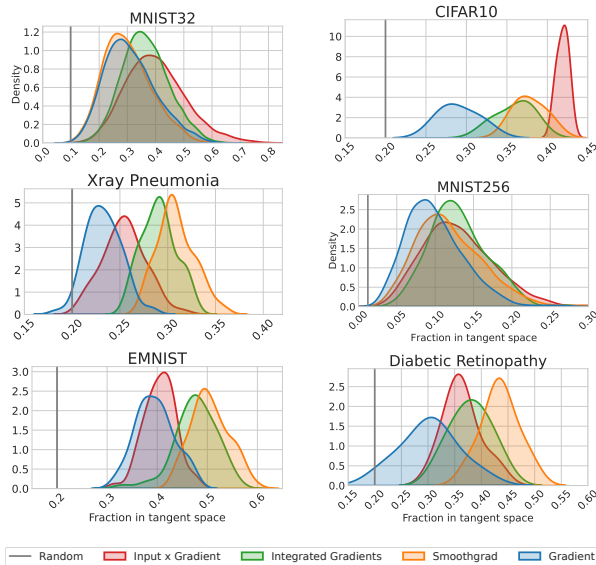 MNIST32
Density
1.2
1.0
0.8
0.6
0.4
0.2
0.0
0.0 0.1 0.2 0.3 0.4 0.5 0.6 0.7 0.8
CIFAR10
10
8
6
4
2
0
0.15 0.20 0.25 0.30 0.35 0.40 0.45
Xray Pneumonia
5
4
3
2
1
0
0.15 0.20 0.25 0.30 0.35 0.40
MNIST256
Density
2.5
2.0
1.5
1.0
0.5
0.0
0.00 0.05 0.10 0.15 0.20 0.25 0.30
Fraction in tangent space
EMNIST
3.0
2.5
2.0
1.5
1.0
0.5
0.0
0.2 0.3 0.4 0.5 0.6
Fraction in tangent space
Diabetic Retinopathy
2.5
2.0
1.5
1.0
0.5
0.0
0.15 0.20 0.25 0.30 0.35 0.40 0.45 0.50 0.55 0.60
Fraction in tangent space
Random Input x Gradient Integrated Gradients Smoothgrad Gradient